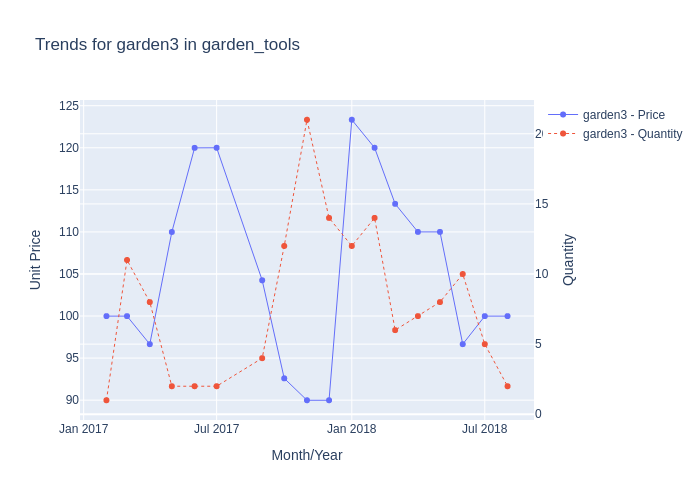 Trends for garden3 in garden_tools
125
120
115
110
105
100
95
90
Unit Price
Jan 2017
Jul 2017
Jan 2018
Jul 2018
Month/Year
15
10
5
0
Quantity
garden3 - Price
garden3 - Quantity